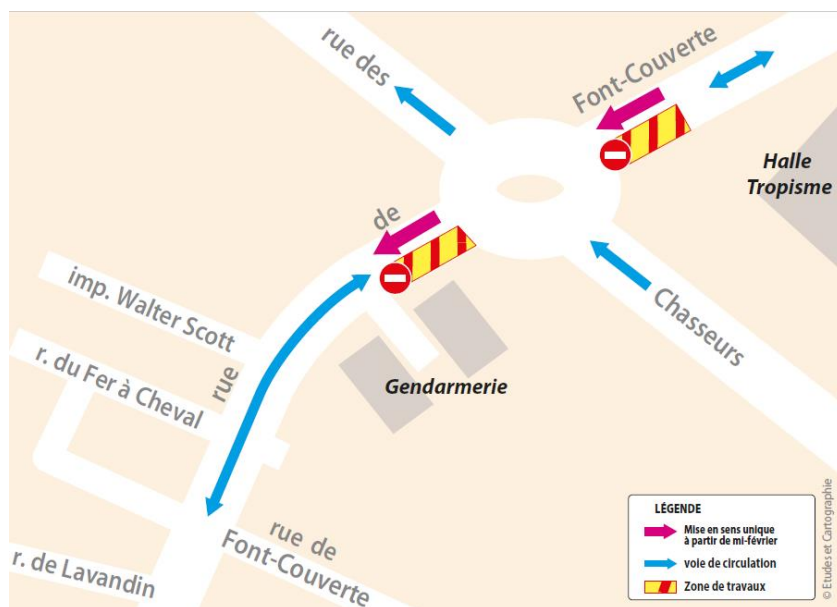 rue des
Font-Couverte
Halle
Tropisme
de
imp. Walter Scott
Chasseurs
r. du Fer à Cheval
rue
Gendarmerie
rue de
Font-Couverte
r. de Lavandin
LÉGENDE
Mise en sens unique
à partir de mi-février
voie de circulation
Zone de travaux
© Etudes et Cartographie